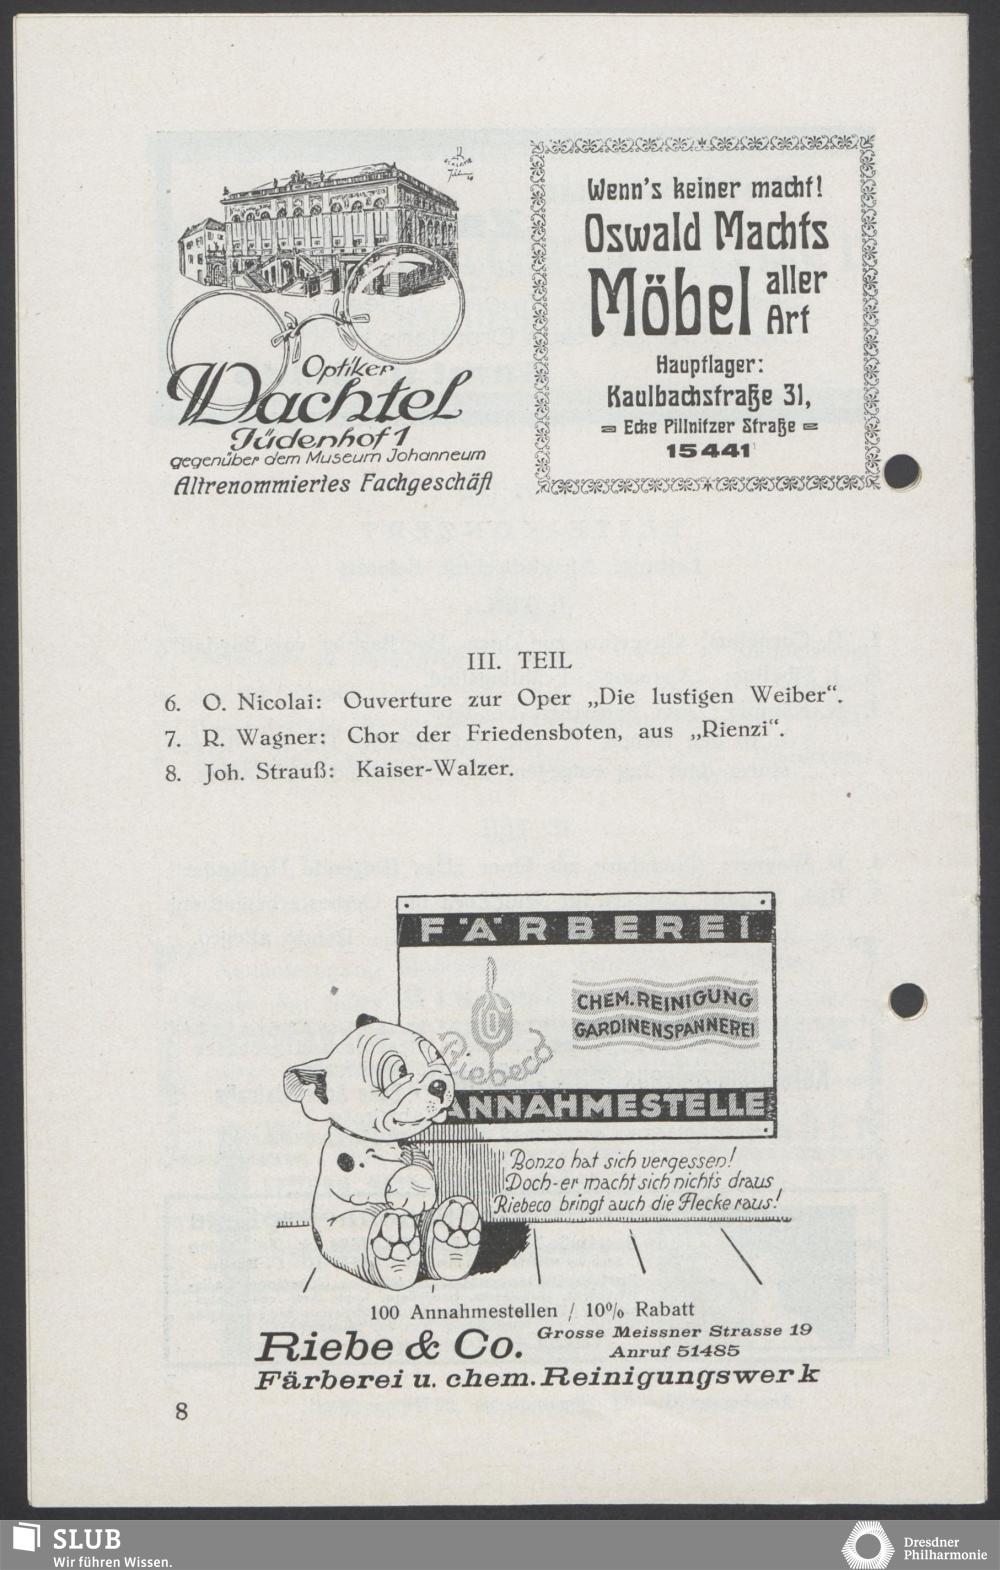 Optiker
Wachtel
Jüdenhof 1
gegenüber dem Museum Johanneum
Altrenommiertes Fachgeschäft
Wenn's keiner macht!
Oswald Machts
Möbel aller
Art
Hauptlager:
Kaulbachstraße 31,
= Ecke Pillnitzer Straße =
15441
III. TEIL
6. O. Nicolai: Ouverture zur Oper „Die lustigen Weiber“.
7. R. Wagner: Chor der Friedensboten, aus „Rienzi“.
8. Joh. Strauß: Kaiser-Walzer.
FÄRBEREI
CHEM. REINIGUNG
GARDINENSPANNEREI
Riebeco
ANNAHMESTELLE
Bonzo hat sich vergessen!
Doch-er macht sich nichts draus
Riebeco bringt auch die Flecke raus!
100 Annahmestellen / 10% Rabatt
Riebe & Co. Grosse Meissner Strasse 19
Anruf 51485
Färberei u. chem. Reinigungswerk
8
SLUB
Wir führen Wissen.
Dresdner
Philharmonie